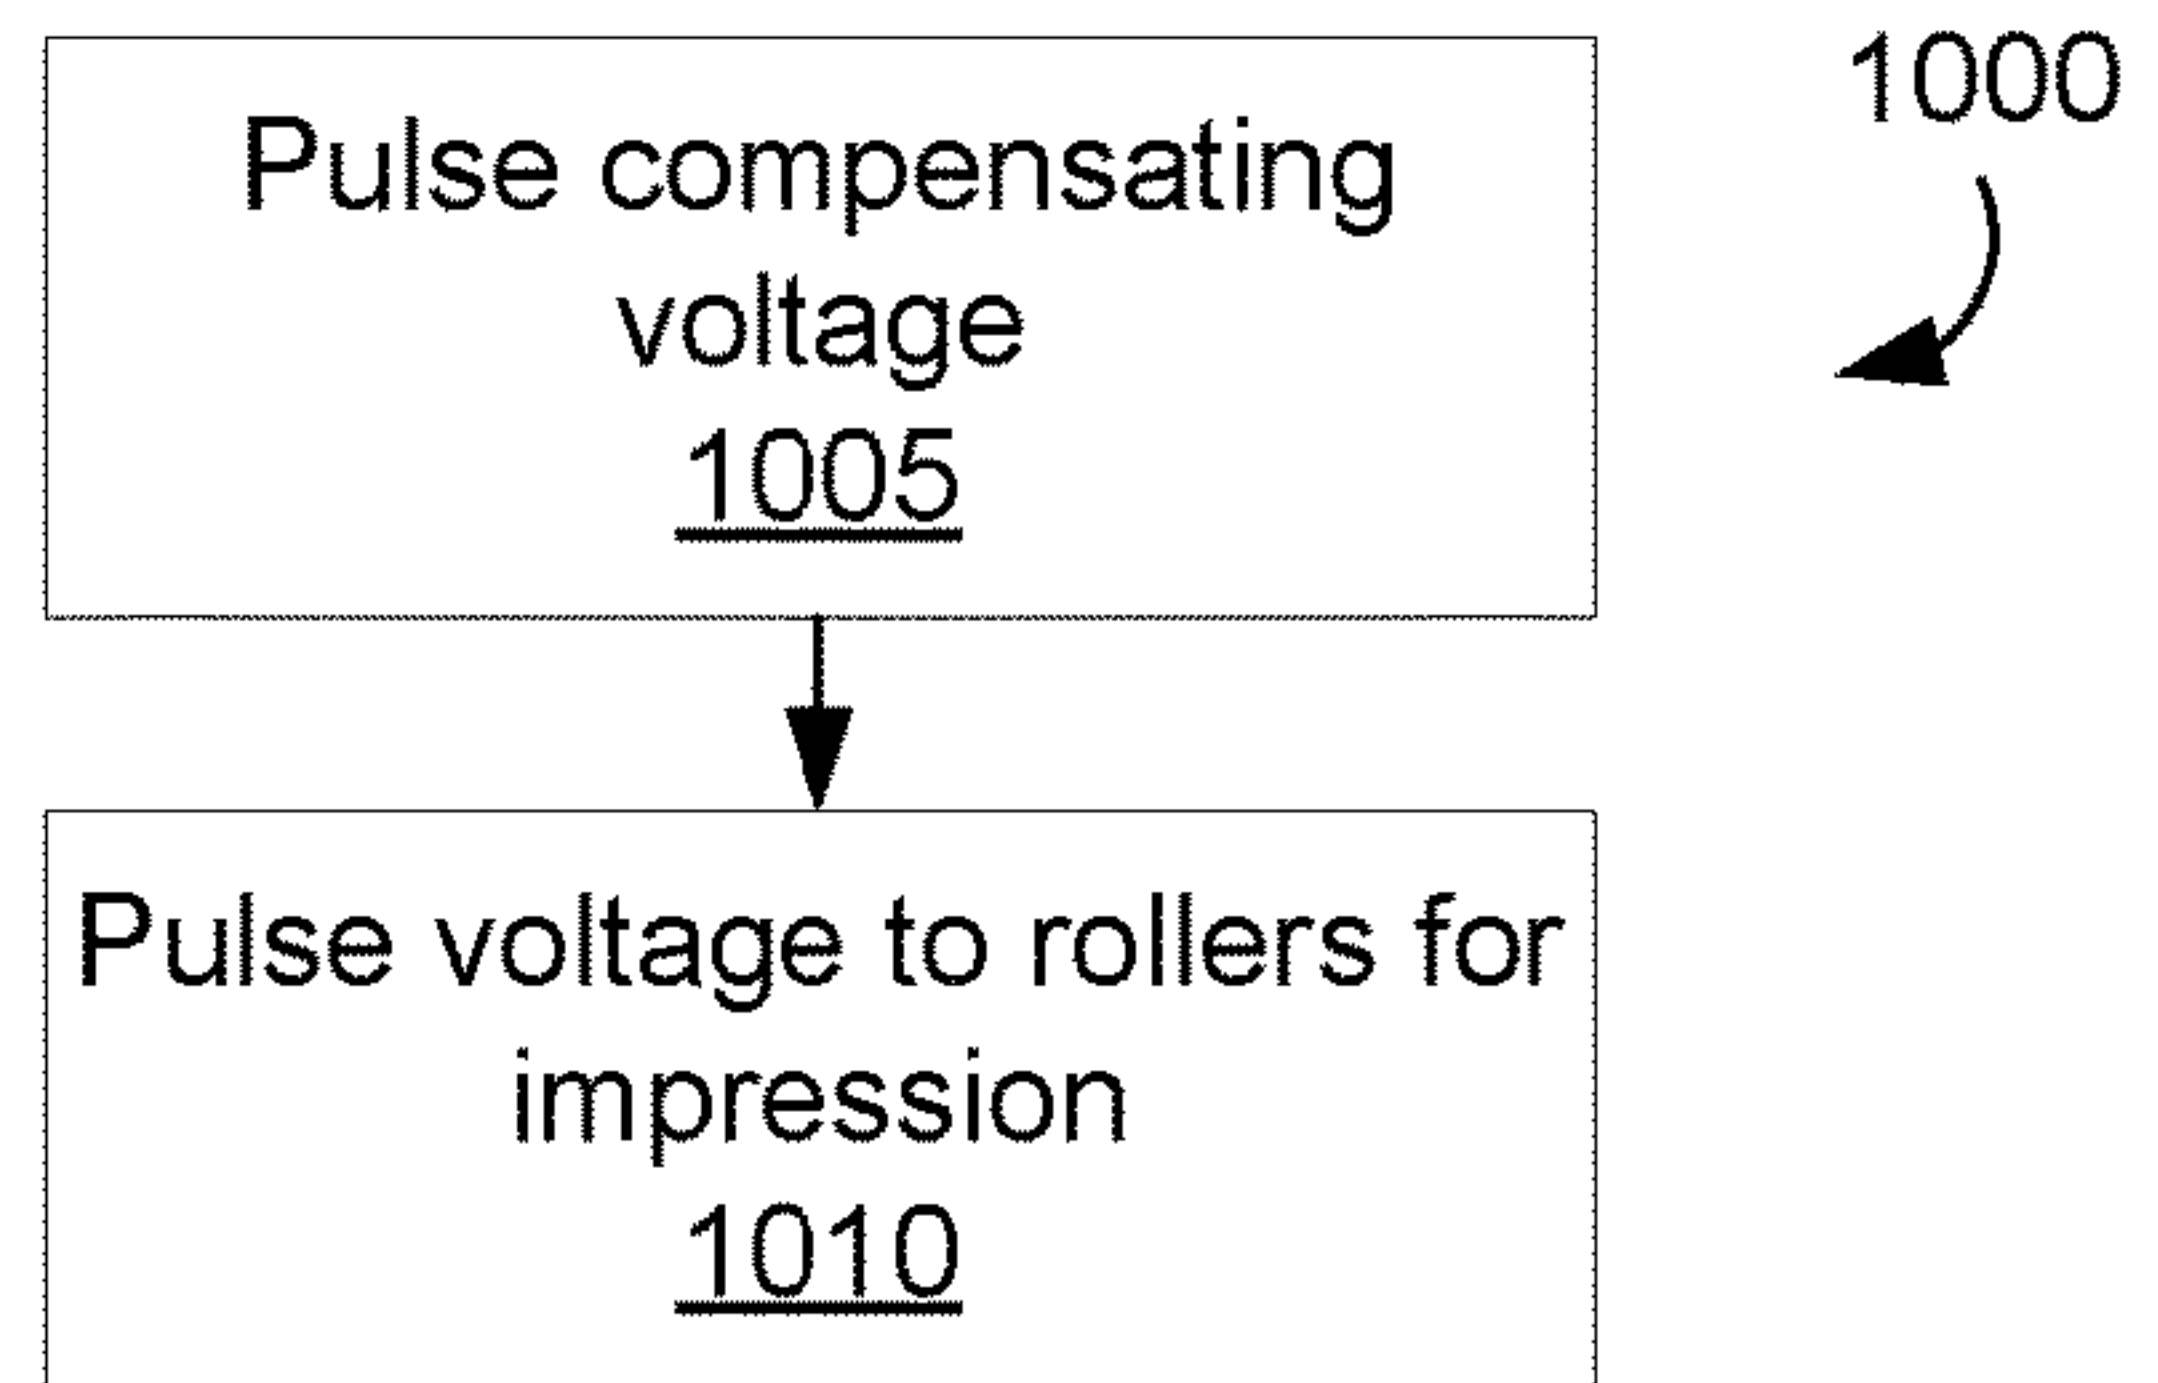 Pulse compensating
voltage
1005
1000
Pulse voltage to rollers for
impression
1010